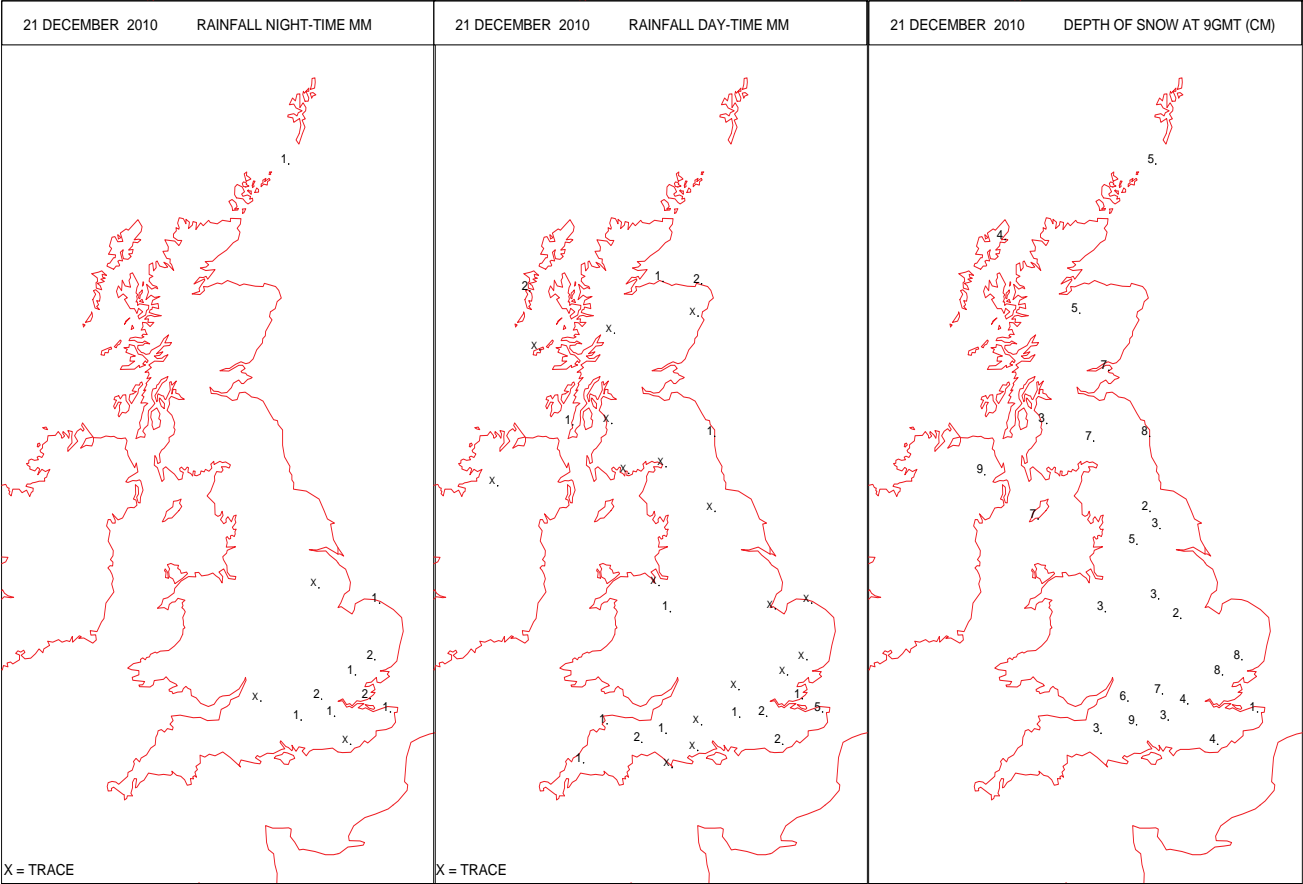 21 DECEMBER 2010 RAINFALL NIGHT-TIME MM
1.
X.
1.
2.
1.
X.
2.
2.
1.
1.
1.
X.
X = TRACE
21 DECEMBER 2010 RAINFALL DAY-TIME MM
1.
2.
2.
X.
X.
X.
1.
X.
1.
X.
X.
X.
X.
X.
1.
X.
X.
X.
X.
X.
1.
5.
1.
2.
1.
X.
1.
2.
2.
X.
1.
X.
X = TRACE
21 DECEMBER 2010 DEPTH OF SNOW AT 9GMT (CM)
5.
4.
5.
7.
3.
7.
8.
9.
2.
7.
3.
5.
3.
3.
2.
8.
8.
7.
6.
4.
1.
3.
9.
3.
4.